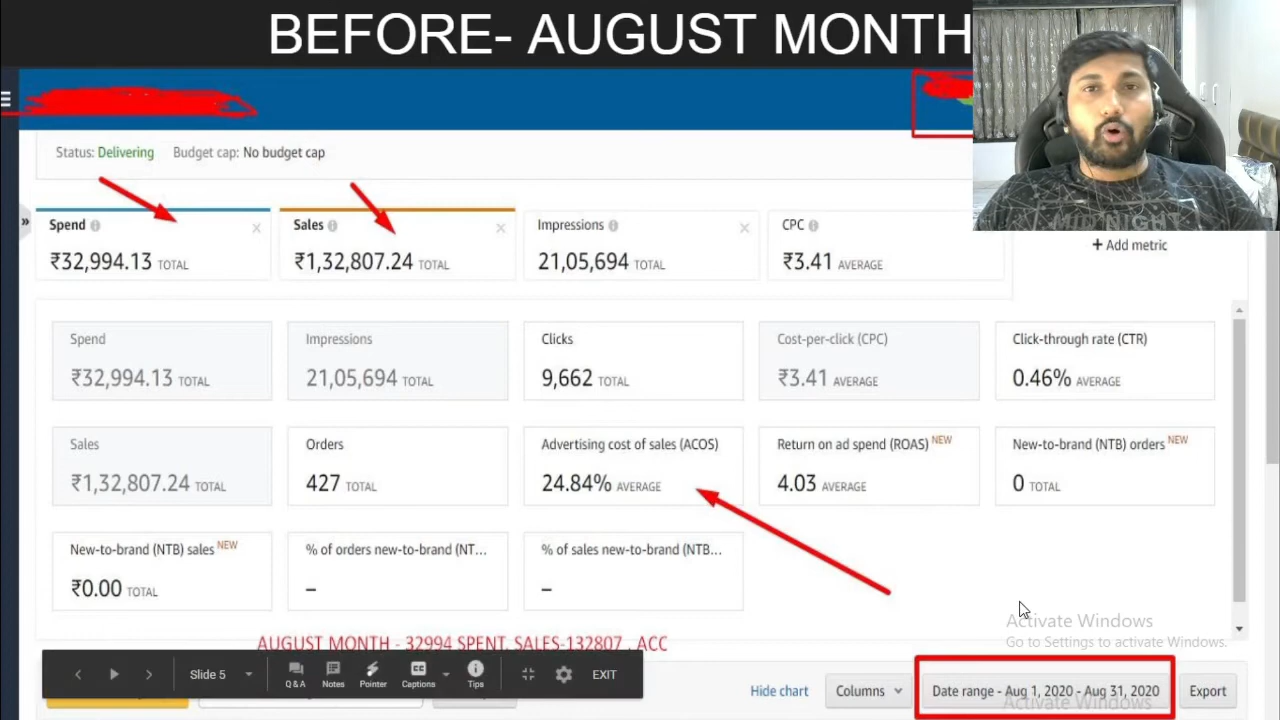 BEFORE- AUGUST MONTH
MIDNIGHT
Status: Delivering Budget cap: No budget cap
Spend Sales Impressions CPC
+ Add metric
₹32,994.13 TOTAL ₹1,32,807.24 TOTAL 21,05,694 TOTAL ₹3.41 AVERAGE
Spend Impressions Clicks Cost-per-click (CPC) Click-through rate (CTR)
₹32,994.13 TOTAL 21,05,694 TOTAL 9,662 TOTAL ₹3.41 AVERAGE 0.46% AVERAGE
Sales Orders Advertising cost of sales (ACOS) Return on ad spend (ROAS) NEW New-to-brand (NTB) orders NEW
₹1,32,807.24 TOTAL 427 TOTAL 24.84% AVERAGE 4.03 AVERAGE 0 TOTAL
New-to-brand (NTB) sales NEW % of orders new-to-brand (NT... % of sales new-to-brand (NTB...
₹0.00 TOTAL – –
Activate Windows
Go to Settings to activate Windows.
AUGUST MONTH - 32994 SPENT, SALES-132807 , ACC
Slide 5 Q & A Notes Pointer CC Captions Tips EXIT
Hide chart Columns Date range - Aug 1, 2020 - Aug 31, 2020 Export
Activate Windows